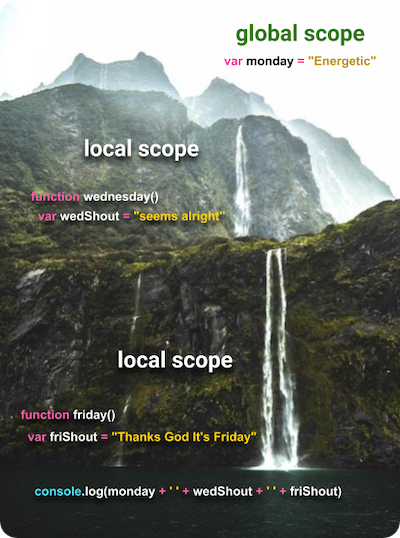 global scope
var monday = "Energetic"
local scope
function wednesday()
var wedShout = "seems alright"
local scope
function friday()
var friShout = "Thanks God It's Friday"
console.log(monday + ' ' + wedShout + ' ' + friShout)